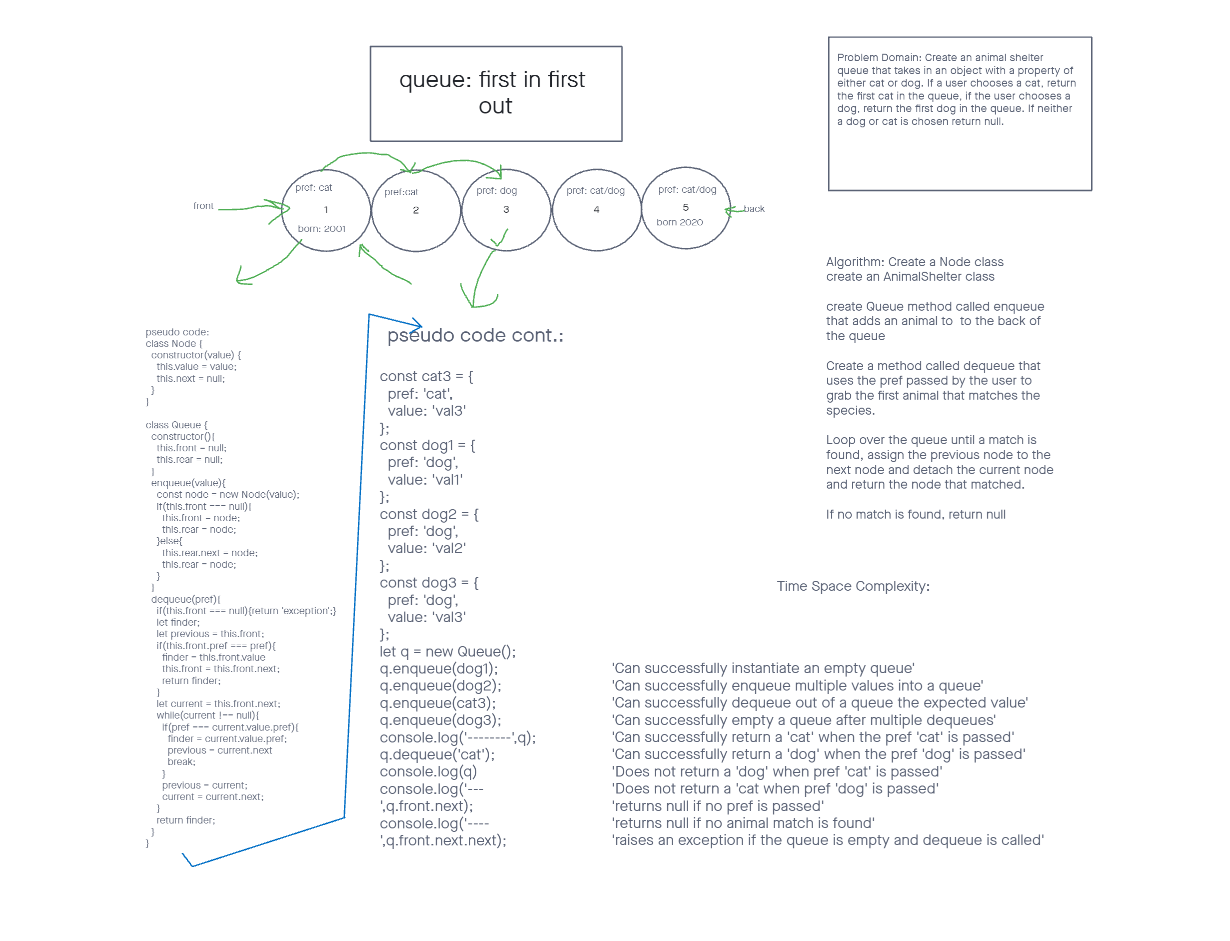 queue: first in first
out
Problem Domain: Create an animal shelter
queue that takes in an object with a property of
either cat or dog. If a user chooses a cat, return
the first cat in the queue, if the user chooses a
dog, return the first dog in the queue. If neither
a dog or cat is chosen return null.
front
pref: cat
1
born: 2001
pref:cat
2
pref: dog
3
pref: cat/dog
4
pref: cat/dog
5
born 2020
back
Algorithm: Create a Node class
create an AnimalShelter class
create Queue method called enqueue
that adds an animal to  to the back of
the queue
Create a method called dequeue that
uses the pref passed by the user to
grab the first animal that matches the
species.
Loop over the queue until a match is
found, assign the previous node to the
next node and detach the current node
and return the node that matched.
If no match is found, return null
pseudo code:
class Node {
constructor(value) {
this.value = value;
this.next = null;
}
}
class Queue {
constructor(){
this.front = null;
this.rear = null;
}
enqueue(value){
const node = new Node(value);
if(this.front === null){
this.front = node;
this.rear = node;
}else{
this.rear.next = node;
this.rear = node;
}
}
dequeue(pref){
if(this.front === null){return 'exception';}
let finder;
let previous = this.front;
if(this.front.pref === pref){
finder = this.front.value
this.front = this.front.next;
return finder;
}
let current = this.front.next;
while(current !== null){
if(pref === current.value.pref){
finder = current.value.pref;
previous = current.next
break;
}
previous = current;
current = current.next;
}
return finder;
}
}
pseudo code cont.:
const cat3 = {
pref: 'cat',
value: 'val3'
};
const dog1 = {
pref: 'dog',
value: 'val1'
};
const dog2 = {
pref: 'dog',
value: 'val2'
};
const dog3 = {
pref: 'dog',
value: 'val3'
};
let q = new Queue();
q.enqueue(dog1);
q.enqueue(dog2);
q.enqueue(cat3);
q.enqueue(dog3);
console.log('--------',q);
q.dequeue('cat');
console.log(q)
console.log('---
',q.front.next);
console.log('----
',q.front.next.next);
Time Space Complexity:
'Can successfully instantiate an empty queue'
'Can successfully enqueue multiple values into a queue'
'Can successfully dequeue out of a queue the expected value'
'Can successfully empty a queue after multiple dequeues'
'Can successfully return a 'cat' when the pref 'cat' is passed'
'Can successfully return a 'dog' when the pref 'dog' is passed'
'Does not return a 'dog' when pref 'cat' is passed'
'Does not return a 'cat when pref 'dog' is passed'
'returns null if no pref is passed'
'returns null if no animal match is found'
'raises an exception if the queue is empty and dequeue is called'